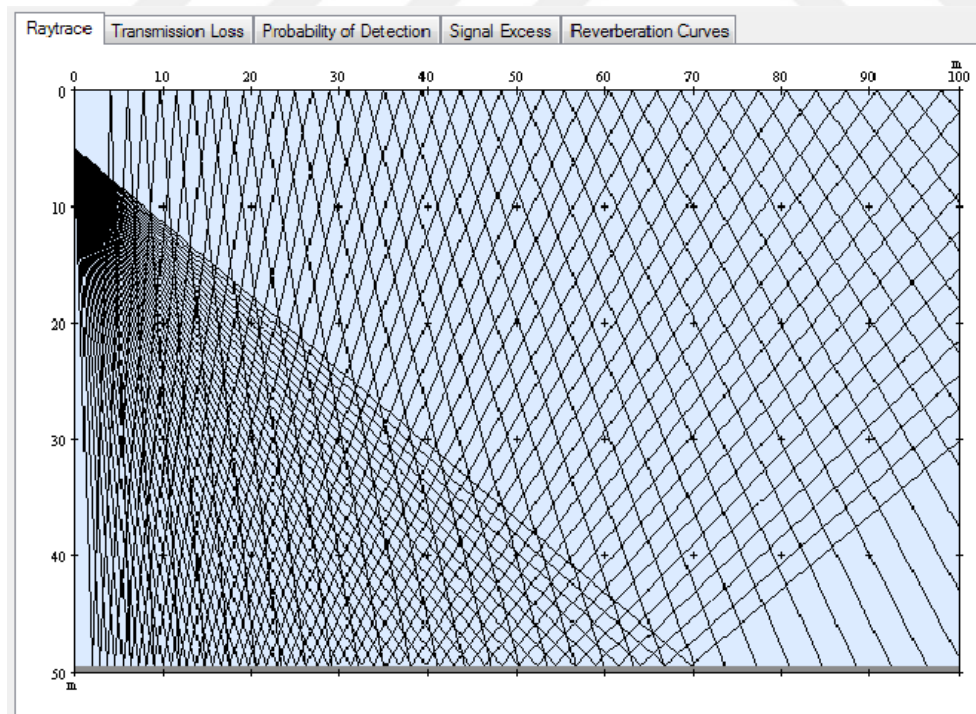 Raytrace Transmission Loss Probability of Detection Signal Excess Reverberation Curves
m
0 10 20 30 40 50 60 70 80 90 100
0
10
20
30
40
50
m